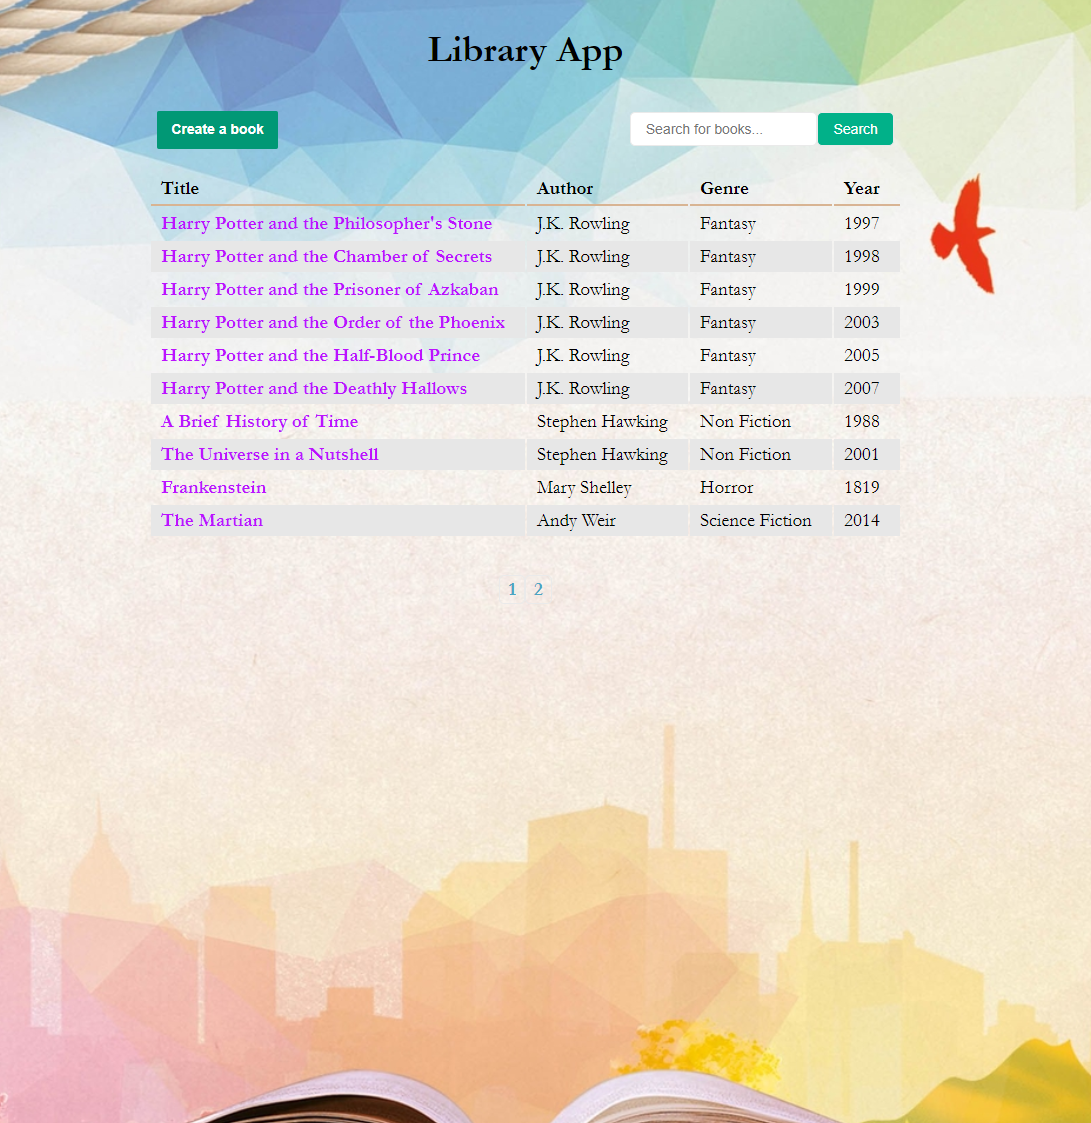 Library App
Create a book
Search for books...
Search
Title Author Genre Year
Harry Potter and the Philosopher's Stone J.K. Rowling Fantasy 1997
Harry Potter and the Chamber of Secrets J.K. Rowling Fantasy 1998
Harry Potter and the Prisoner of Azkaban J.K. Rowling Fantasy 1999
Harry Potter and the Order of the Phoenix J.K. Rowling Fantasy 2003
Harry Potter and the Half-Blood Prince J.K. Rowling Fantasy 2005
Harry Potter and the Deathly Hallows J.K. Rowling Fantasy 2007
A Brief History of Time Stephen Hawking Non Fiction 1988
The Universe in a Nutshell Stephen Hawking Non Fiction 2001
Frankenstein Mary Shelley Horror 1819
The Martian Andy Weir Science Fiction 2014
1 2